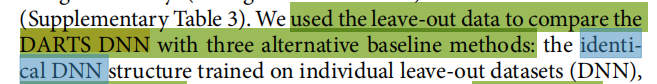 (Supplementary Table 3). We used the leave-out data to compare the
DARTS DNN with three alternative baseline methods: the identi-
cal DNN structure trained on individual leave-out datasets (DNN),